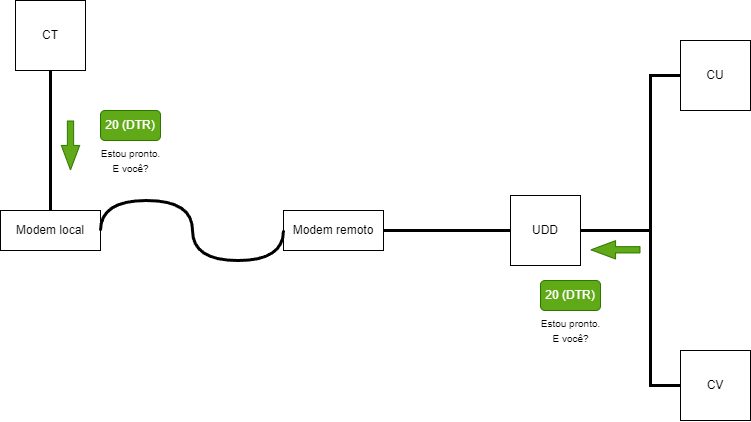 CT
20 (DTR)
Estou pronto.
E você?
Modem local
Modem remoto
UDD
CU
20 (DTR)
Estou pronto.
E você?
CV